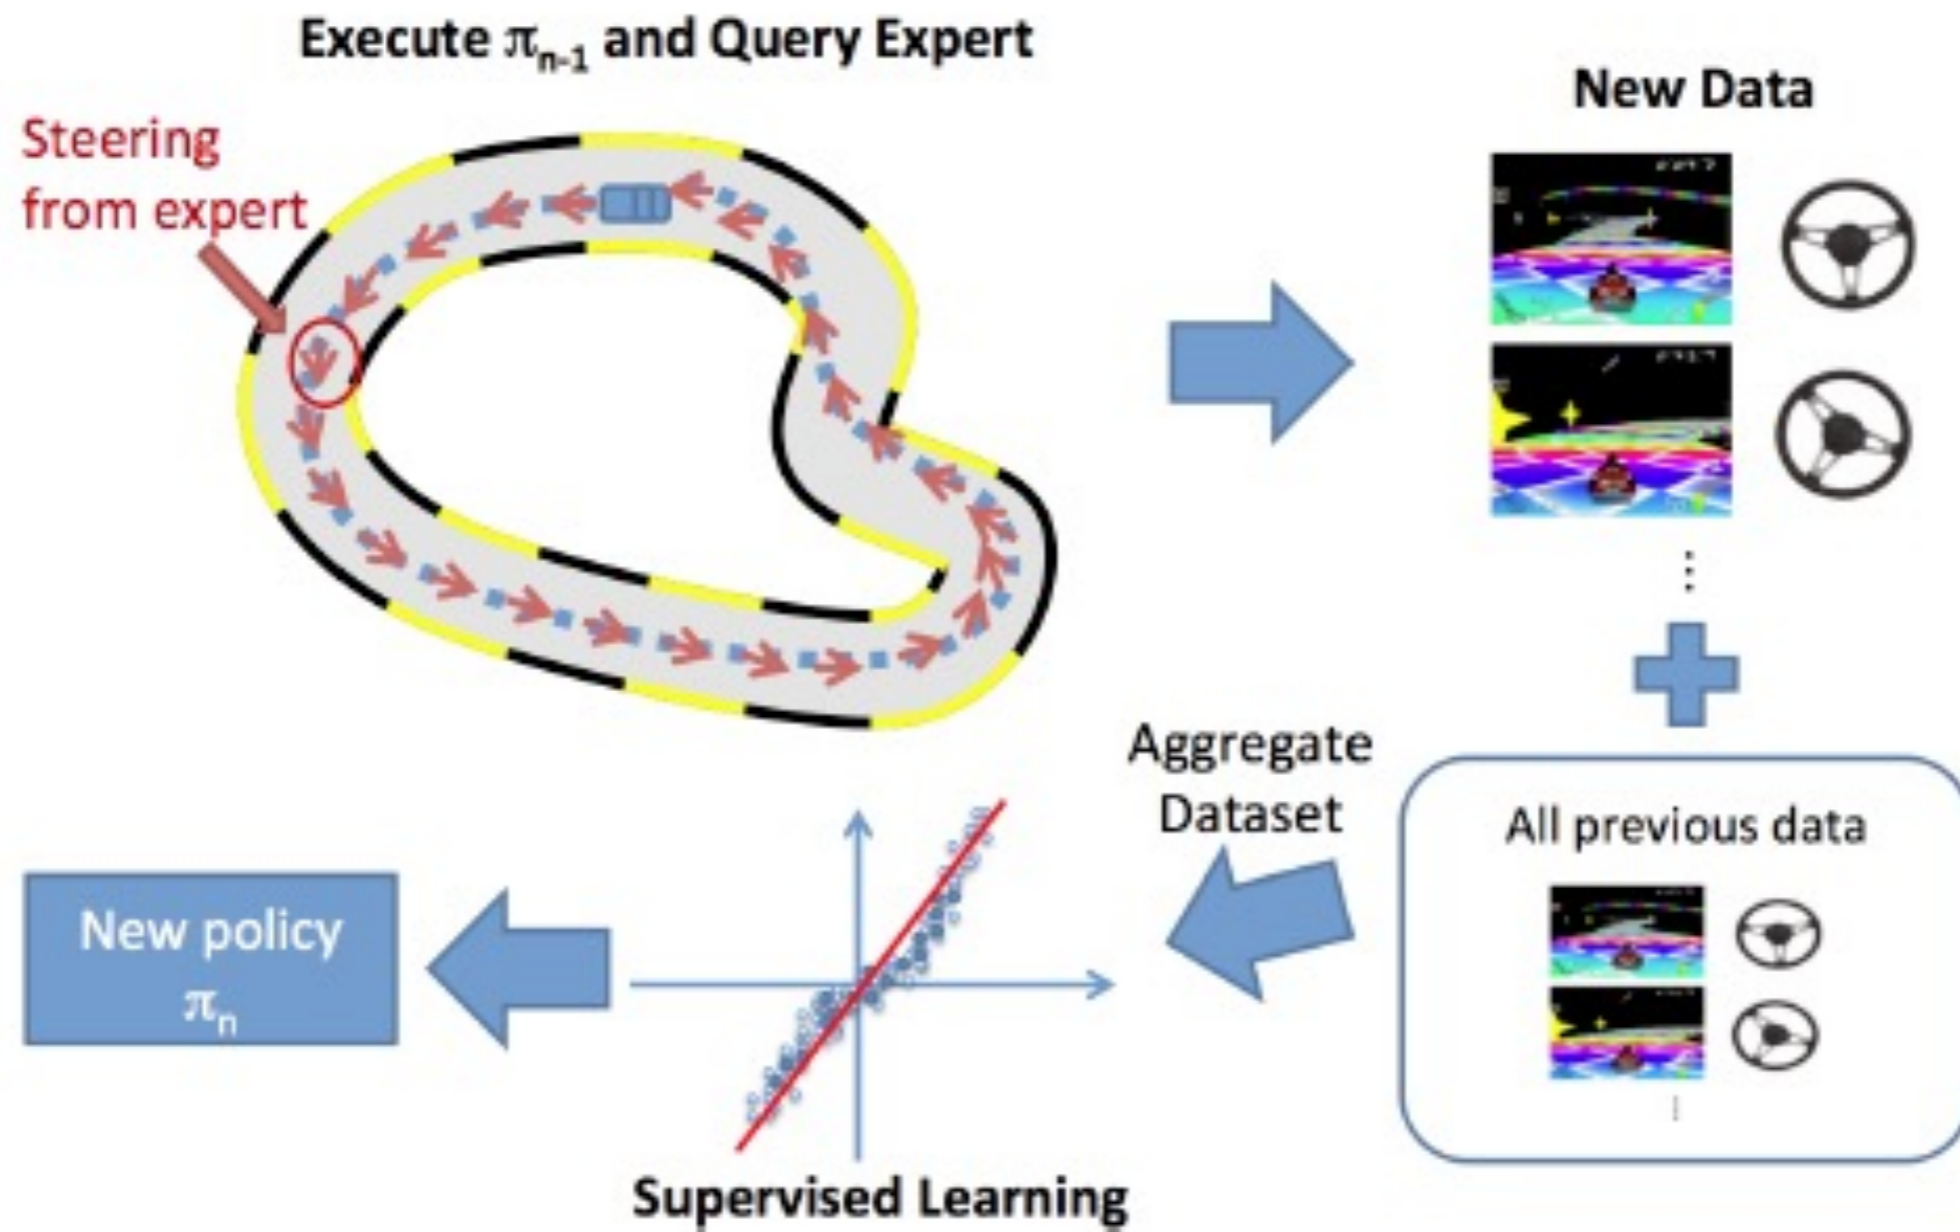 Execute πn-1 and Query Expert
Steering
from expert
New Data
Aggregate
Dataset
All previous data
New policy
πn
Supervised Learning